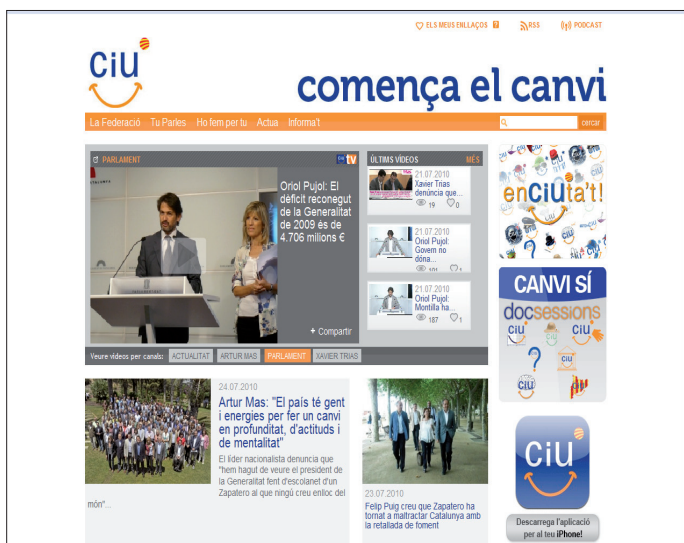 ELS MEUS ENLLAÇOS ?
RSS
PODCAST
CiU
comença el canvi
La Federació Tu Parles Ho fem per tu Actua Informa't
cercar
PARLAMENT
tv
Oriol Pujol: El
dèficit reconegut
de la Generalitat
de 2009 és de
4.706 milions €
+ Compartir
ÚLTIMS VÍDEOS MÉS
21.07.2010
Xavier Trias
denúncia que...
19 0
21.07.2010
Oriol Pujol:
Govern no
dóna...
101 1
21.07.2010
Oriol Pujol:
Montilla ha...
187 1
Veure vídeos per canals: ACTUALITAT ARTUR MAS PARLAMENT XAVIER TRIAS
enCiUta't!
CANVI SÍ
docsessions
ciu
ciu
ciu
24.07.2010
Artur Mas: "El país té gent
i energies per fer un canvi
en profunditat, d'actituds i
de mentalitat"
El líder nacionalista denuncia que
"hem hagut de veure el president de
la Generalitat fent d'escolanet d'un
Zapatero al que ningú creu enlloc del
món"...
23.07.2010
Felip Puig creu que Zapatero ha
tornat a maltractar Catalunya amb
la retallada de foment
ciu
Descarrega l'aplicació
per al teu iPhone!